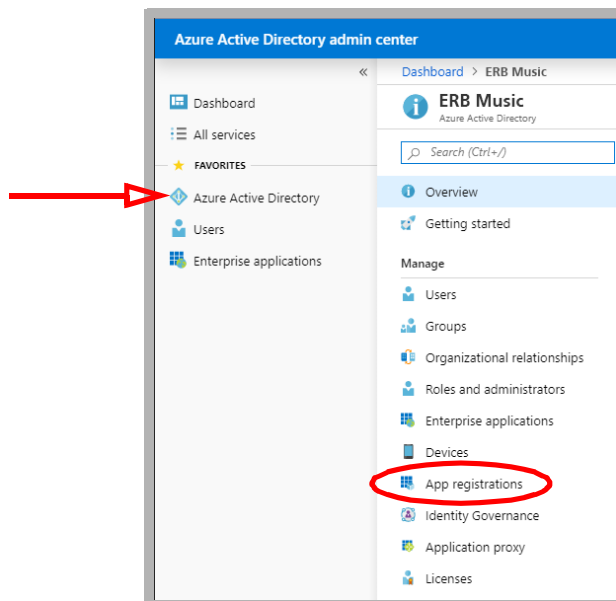 Azure Active Directory admin center
«
Dashboard
All services
FAVORITES
Azure Active Directory
Users
Enterprise applications
Dashboard > ERB Music
ERB Music
Azure Active Directory
Search (Ctrl+/)
Overview
Getting started
Manage
Users
Groups
Organizational relationships
Roles and administrators
Enterprise applications
Devices
App registrations
Identity Governance
Application proxy
Licenses